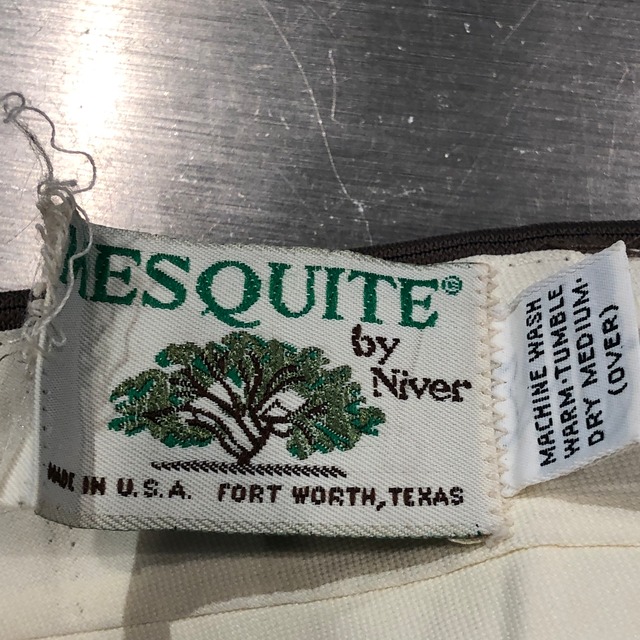 MESQUITE®
by
Niver
MADE IN U.S.A. FORT WORTH, TEXAS
MACHINE WASH
WARM·TUMBLE
DRY MEDIUM·
(OVER)